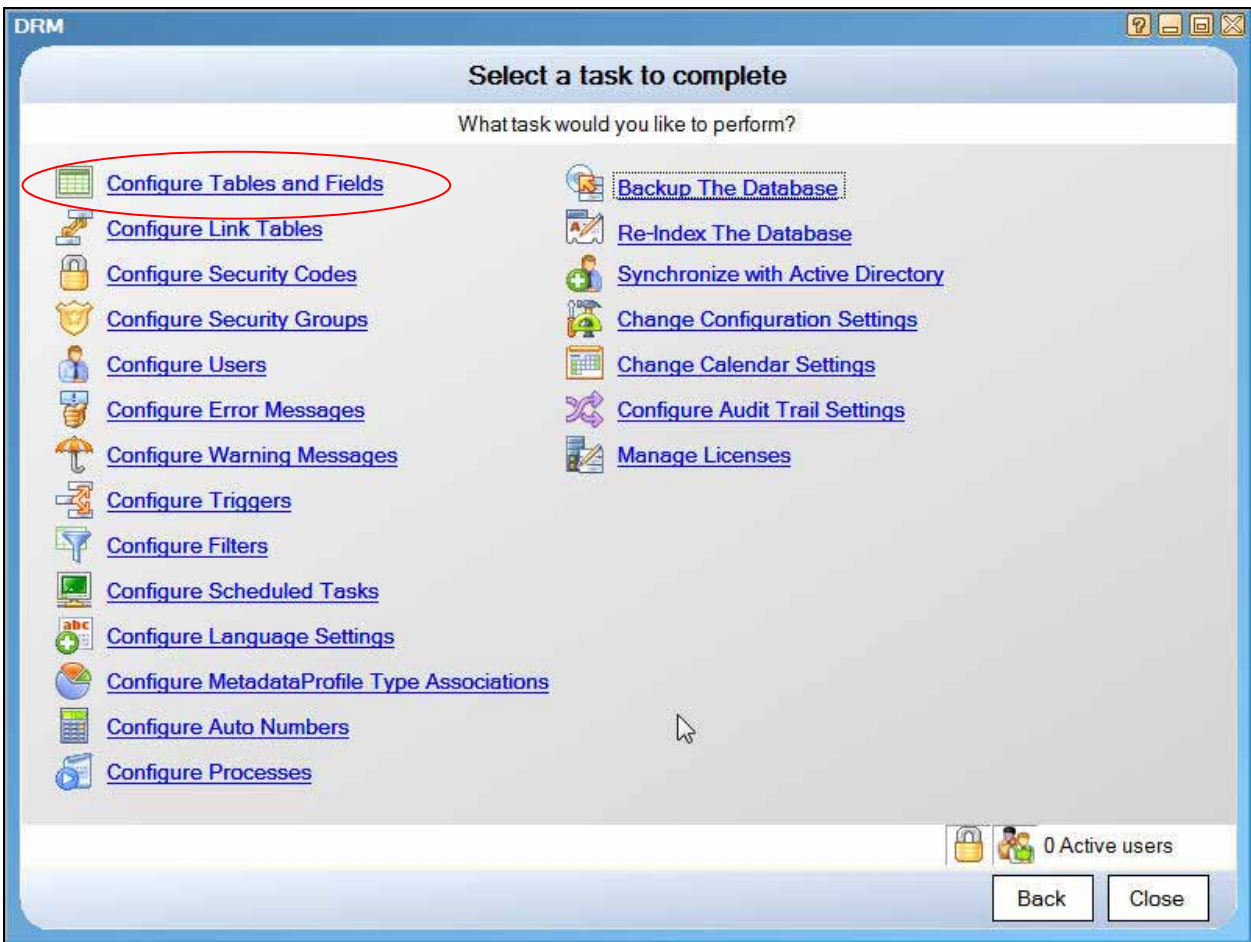 DRM
Select a task to complete
What task would you like to perform?
Configure Tables and Fields
Configure Link Tables
Configure Security Codes
Configure Security Groups
Configure Users
Configure Error Messages
Configure Warning Messages
Configure Triggers
Configure Filters
Configure Scheduled Tasks
abc
Configure Language Settings
Configure MetadataProfile Type Associations
Configure Auto Numbers
Configure Processes
Backup The Database
Re-Index The Database
Synchronize with Active Directory
Change Configuration Settings
Change Calendar Settings
Configure Audit Trail Settings
Manage Licenses
0 Active users
Back
Close